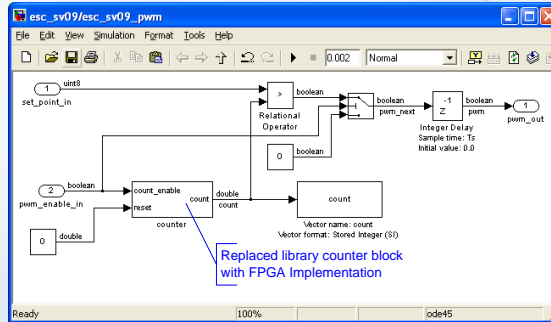 esc_sv09/esc_sv09_pwm
File Edit View Simulation Format Tools Help
0.002 Normal
1 uint8
set_point_in
>
Relational
Operator
boolean
boolean
pwm_next
-1
Z
Integer Delay
Sample time: Ts
Initial value: 0.0
boolean
pwm
1
pwm_out
0 boolean
2 boolean
pwm_enable_in
count_enable
reset
count
counter
double
count
count
Vector name: count
Vector format: Stored Integer (SI)
0 double
Replaced library counter block
with FPGA Implementation
Ready 100% ode45